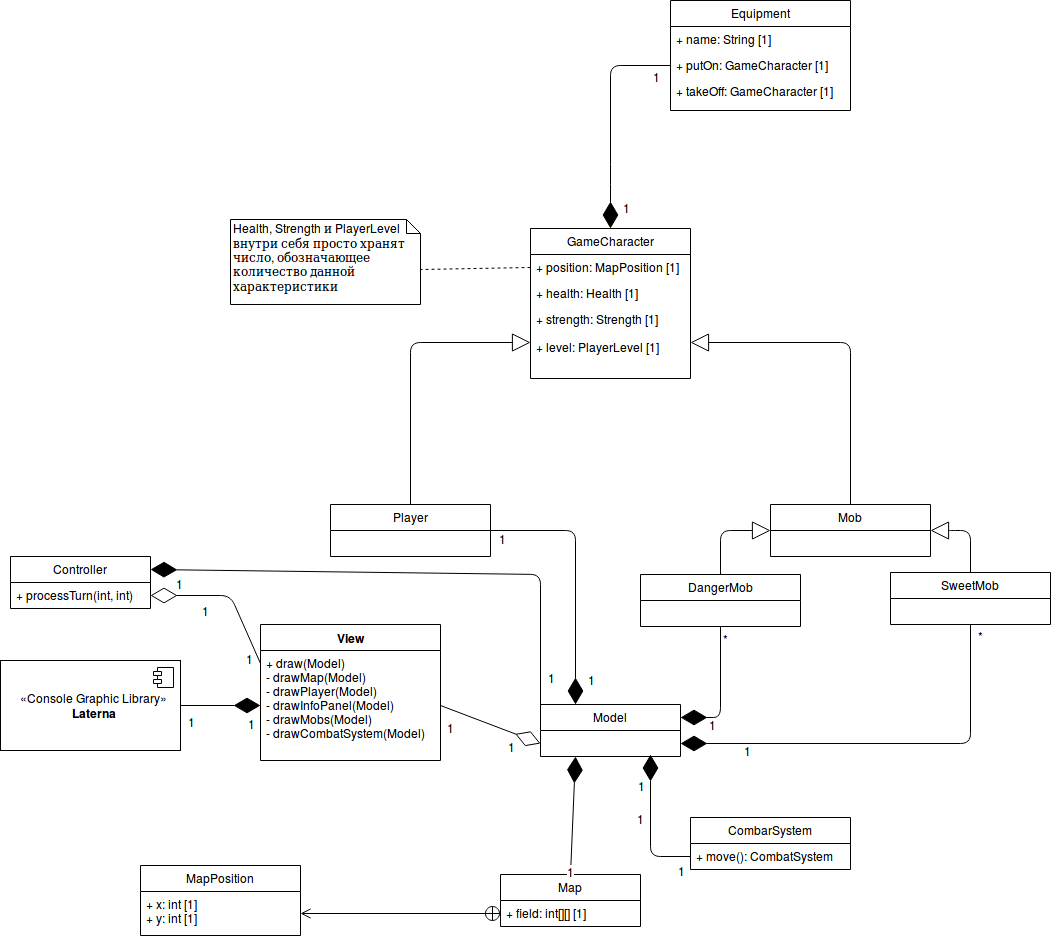 Equipment
+ name: String [1]
+ putOn: GameCharacter [1]
+ takeOff: GameCharacter [1]
1
1
Health, Strength и PlayerLevel
внутри себя просто хранят
число, обозначающее
количество данной
характеристики
GameCharacter
+ position: MapPosition [1]
+ health: Health [1]
+ strength: Strength [1]
+ level: PlayerLevel [1]
Player
1
Mob
Controller
+ processTurn(int, int)
1
1
1
DangerMob
*
SweetMob
*
View
+ draw(Model)
- drawMap(Model)
- drawPlayer(Model)
- drawInfoPanel(Model)
- drawMobs(Model)
- drawCombatSystem(Model)
«Console Graphic Library»
Laterna
1
1
1
1
1
1
Model
1
1
1
1
CombarSystem
+ move(): CombatSystem
1
1
Map
+ field: int[][] [1]
MapPosition
+ x: int [1]
+ y: int [1]